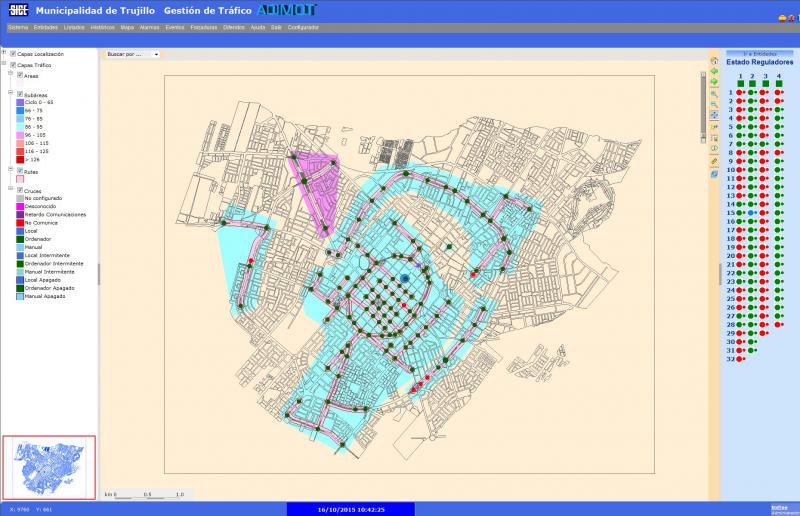 SICE Municipalidad de Trujillo Gestión de Tráfico ADIMOT
Sistema Entidades Listados Históricos Mapa Alarmas Eventos Forzaduras Diferidos Ayuda Salir Configurador
Capas Localización
Capas Tráfico
Áreas
Subáreas
Ciclo 0 - 65
66 - 75
76 - 85
86 - 95
96 - 105
106 - 115
116 - 125
> 126
Rutas
Cruces
No configurado
Desconocido
Retardo Comunicaciones
No Comunica
Local
Ordenador
Manual
Local Intermitente
Ordenador Intermitente
Manual Intermitente
Local Apagado
Ordenador Apagado
Manual Apagado
Buscar por ...
km 0 0.5 1.0
Ir a Entidades
Estado Reguladores
1 2 3 4
1
2
3
4
5
6
7
8
9
10
11
12
13
14
15
16
17
18
19
20
21
22
23
24
25
26
27
28
29
30
31
32
X: 9760 Y: 661
16/10/2015 10:42:25